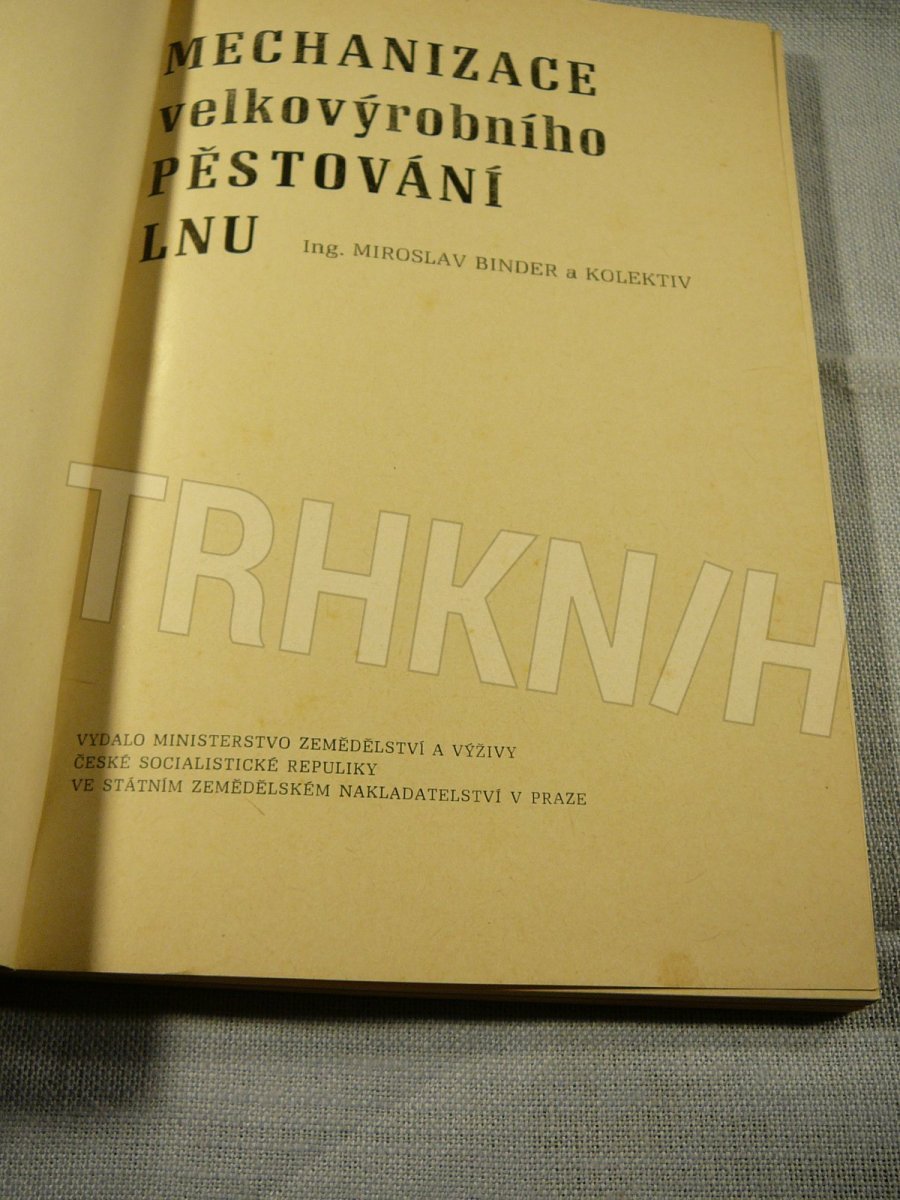 MECHANIZACE
velkovýrobního
PĚSTOVÁNÍ
LNU
Ing. MIROSLAV BINDER a KOLEKTIV
TRHKN/H
VYDALO MINISTERSTVO ZEMĚDĚLSTVÍ A VÝŽIVY
ČESKÉ SOCIALISTICKÉ REPULIKY
VE STÁTNÍM ZEMĚDĚLSKÉM NAKLADATELSTVÍ V PRAZE